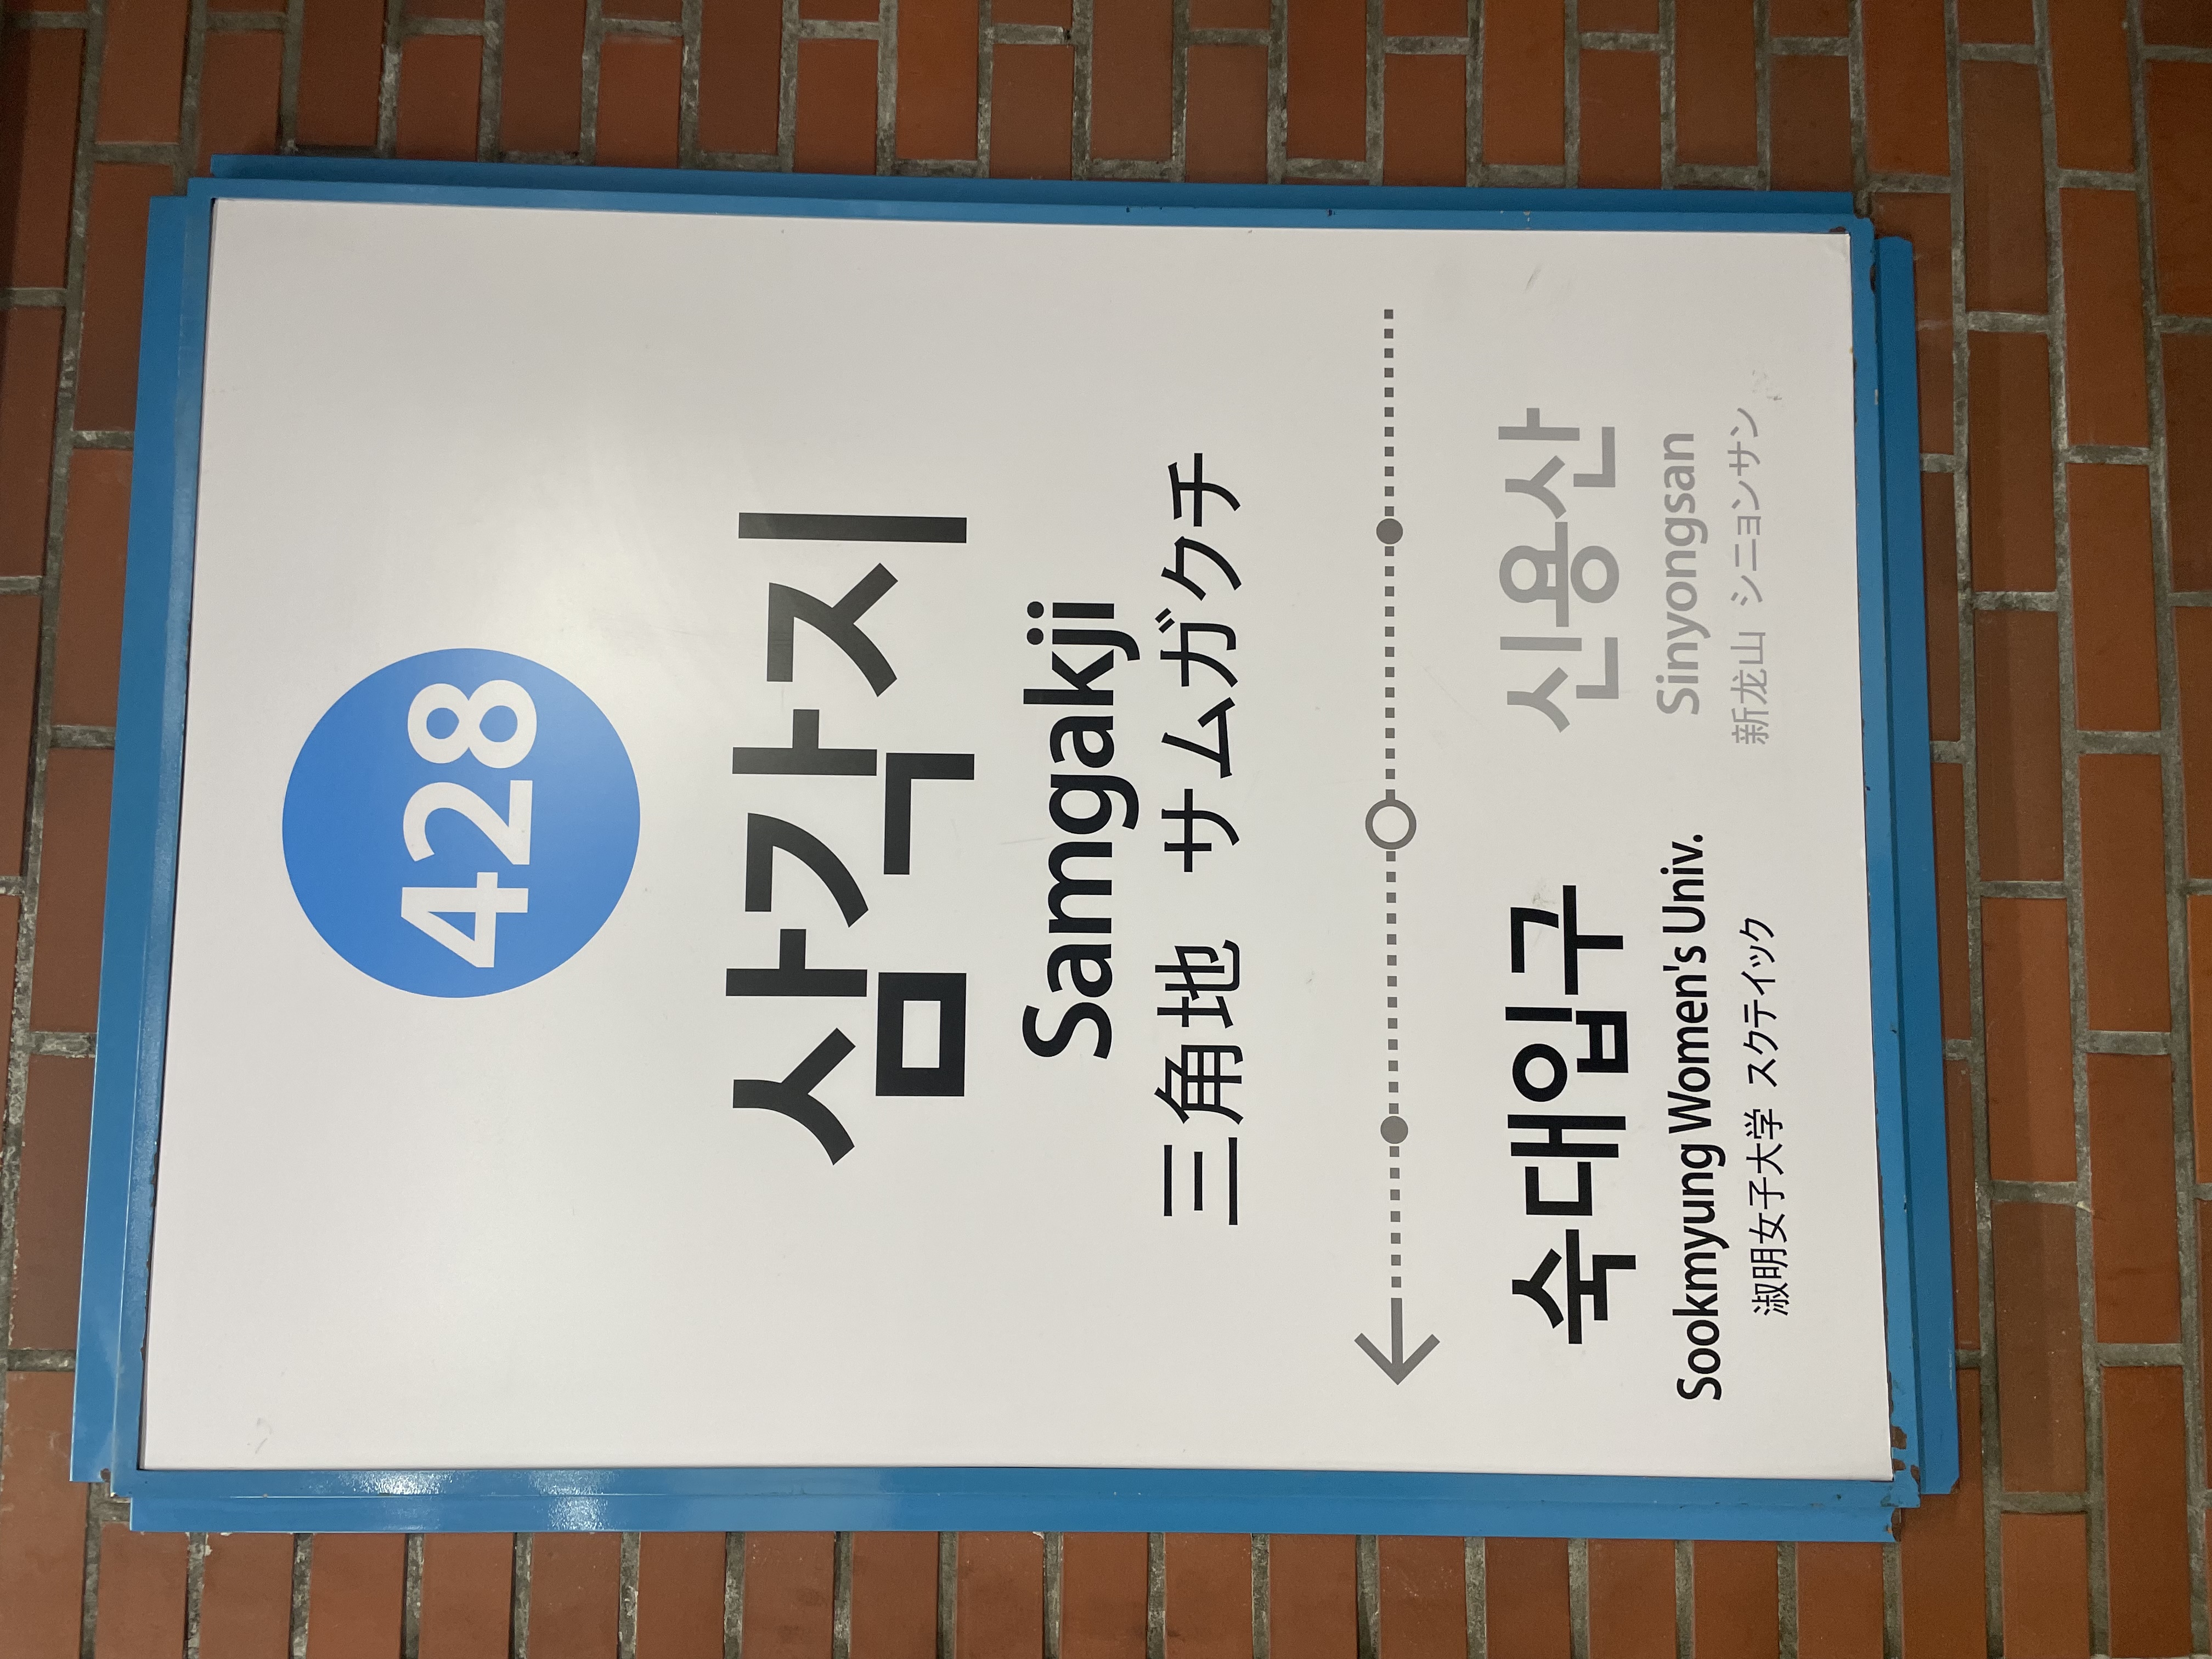 428
삼각지
Samgakji
三角地 サムガクチ
숙대입구 신용산
Sookmyung Women's Univ. Sinyongsan
淑明女子大学 スクテイック 新龙山 シニョンサン